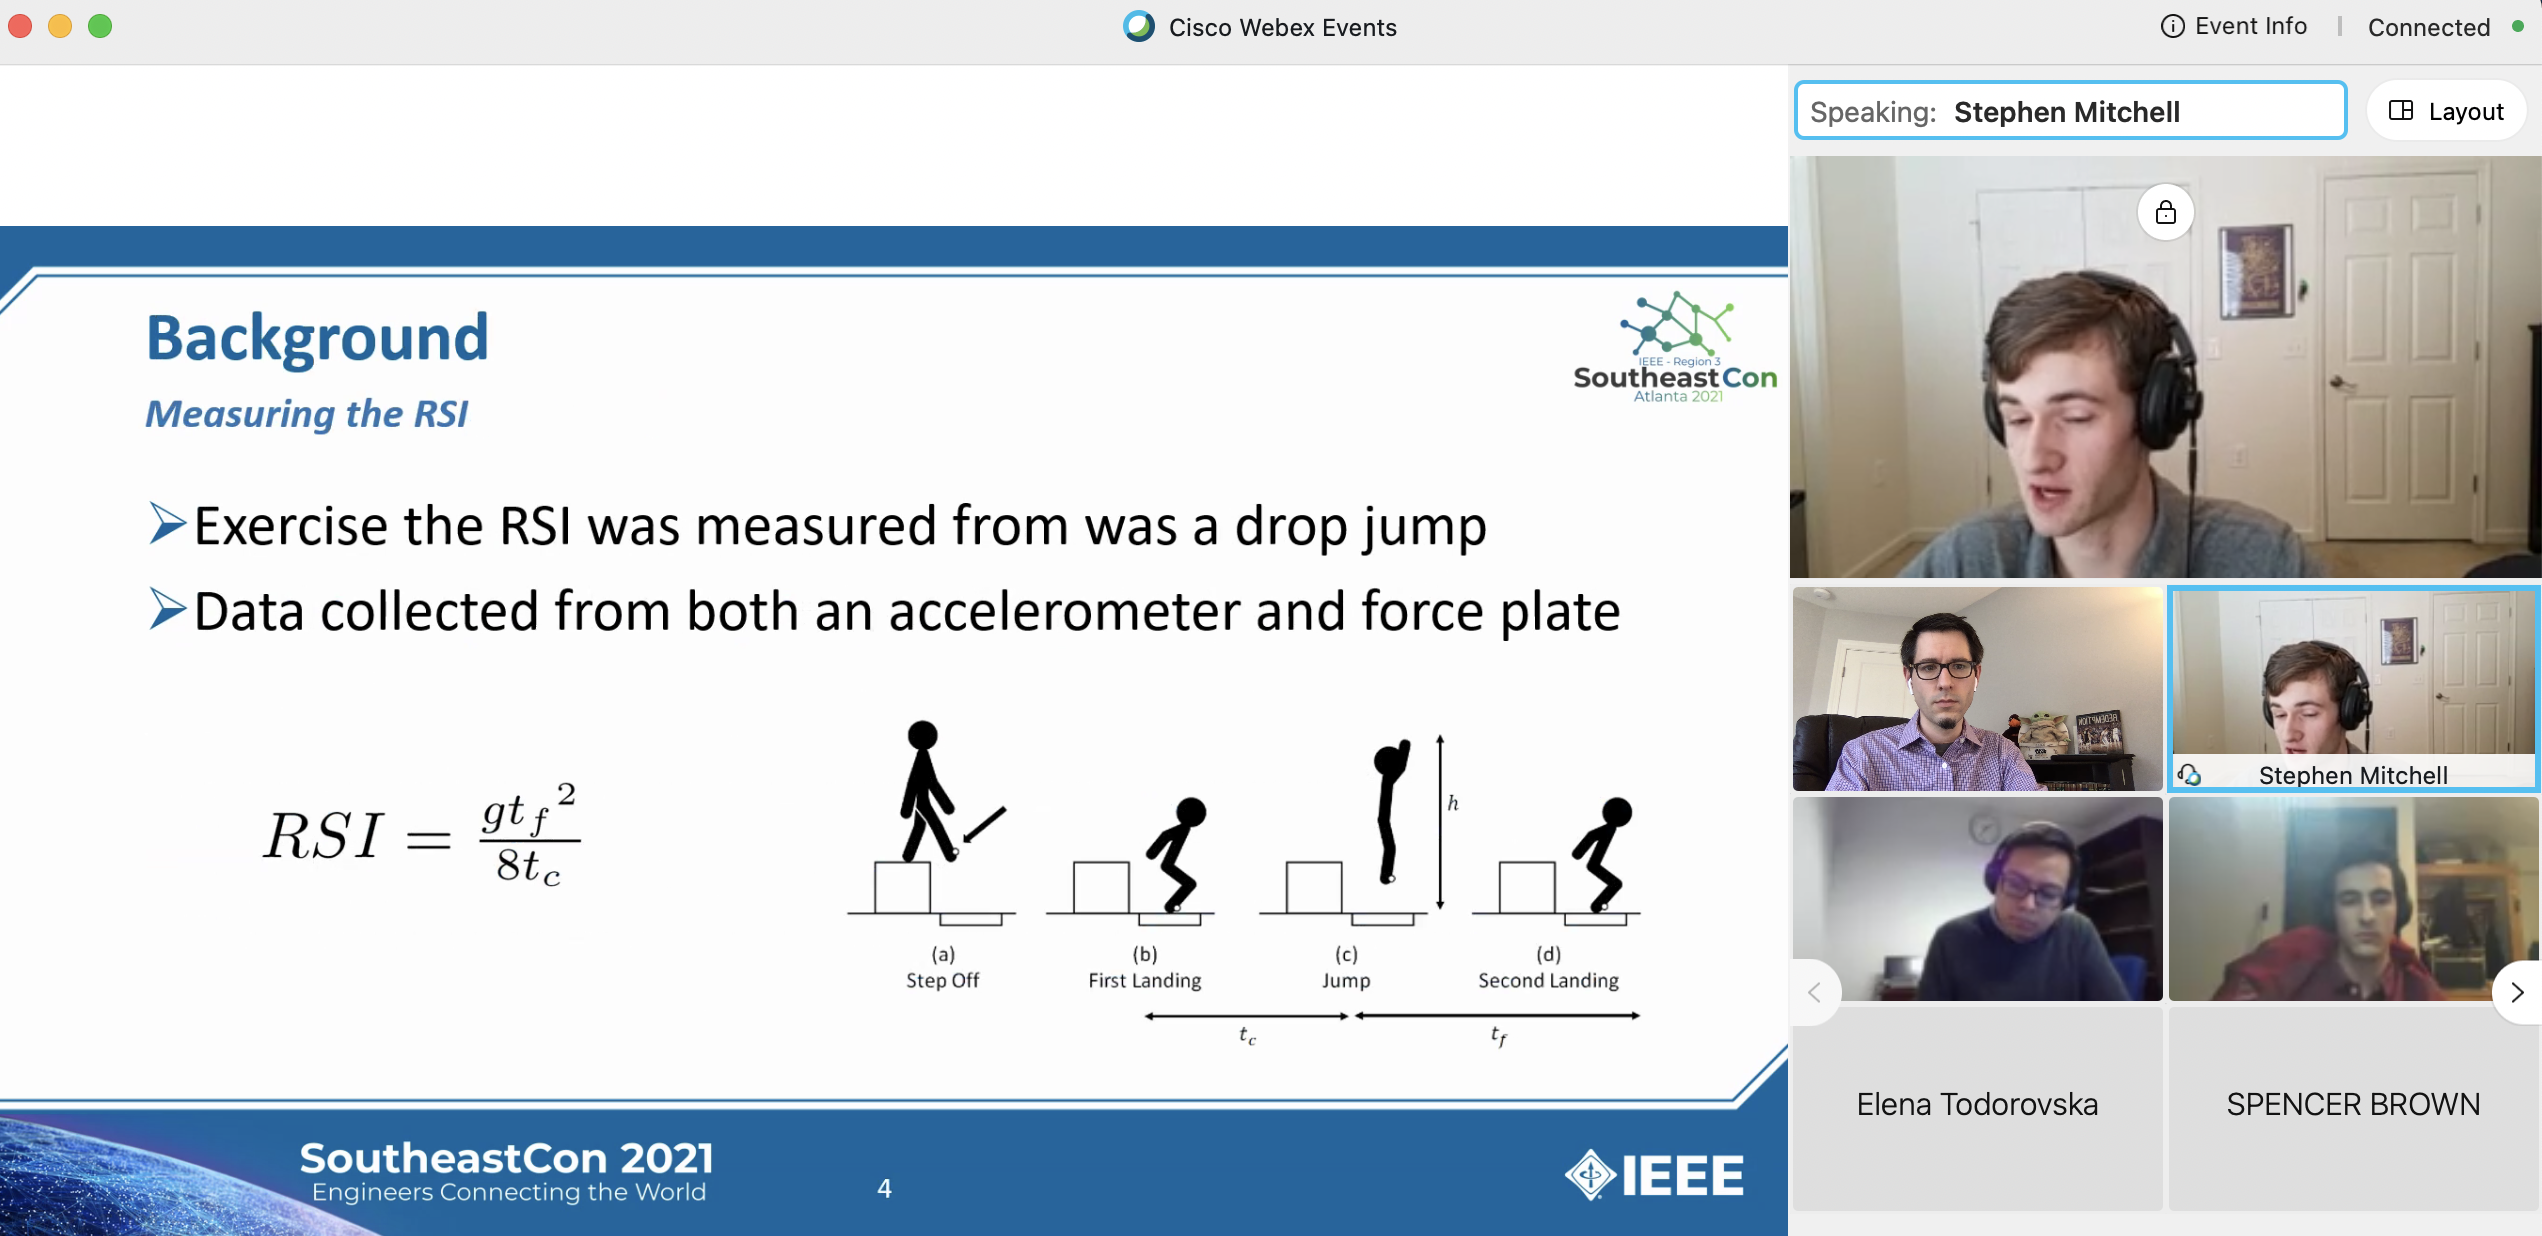 Cisco Webex Events
Event Info
Connected
Speaking: Stephen Mitchell
Layout
Background
Measuring the RSI
IEEE - Region 3
SoutheastCon
Atlanta 2021
➢Exercise the RSI was measured from was a drop jump
➢Data collected from both an accelerometer and force plate
RSI = gt_f^2 / 8t_c
h
(a)
Step Off
(b)
First Landing
(c)
Jump
(d)
Second Landing
t_c
t_f
SoutheastCon 2021
Engineers Connecting the World
4
IEEE
REDEMPTION
Stephen Mitchell
Elena Todorovska
SPENCER BROWN